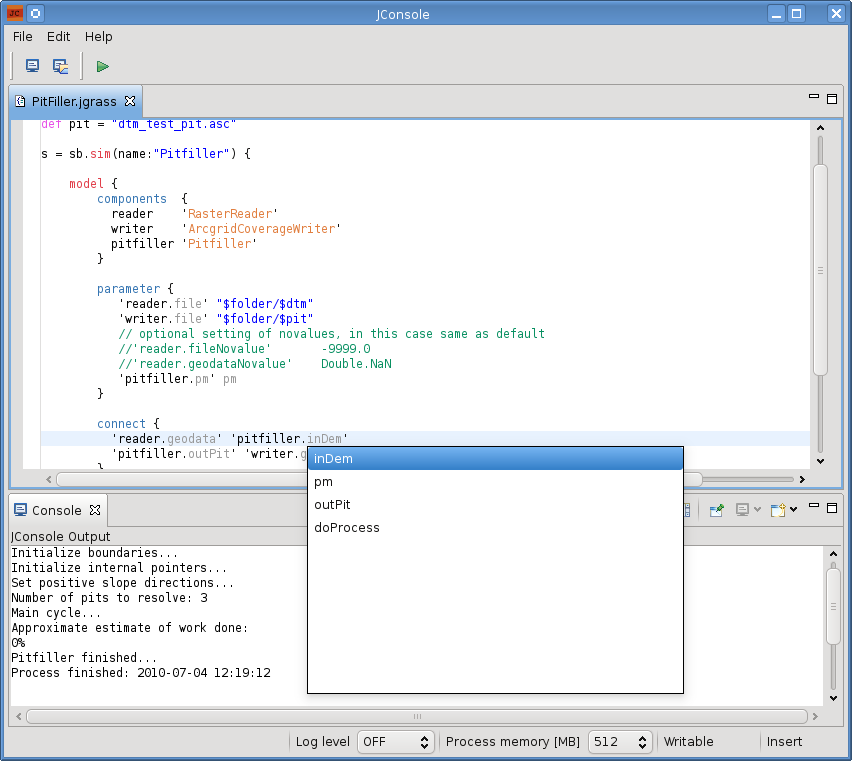 JC JConsole
File Edit Help
PitFiller.jgrass
def pit = "dtm_test_pit.asc"
s = sb.sim(name:"Pitfiller") {
model {
components {
reader 'RasterReader'
writer 'ArcgridCoverageWriter'
pitfiller 'Pitfiller'
}
parameter {
'reader.file' "$folder/$dtm"
'writer.file' "$folder/$pit"
// optional setting of novalues, in this case same as default
//'reader.fileNovalue' -9999.0
//'reader.geodataNovalue' Double.NaN
'pitfiller.pm' pm
}
connect {
'reader.geodata' 'pitfiller.inDem'
'pitfiller.outPit' 'writer.g
}
inDem
pm
outPit
doProcess
Console
JConsole Output
Initialize boundaries...
Initialize internal pointers...
Set positive slope directions...
Number of pits to resolve: 3
Main cycle...
Approximate estimate of work done:
0%
Pitfiller finished...
Process finished: 2010-07-04 12:19:12
Log level OFF Process memory [MB] 512 Writable Insert